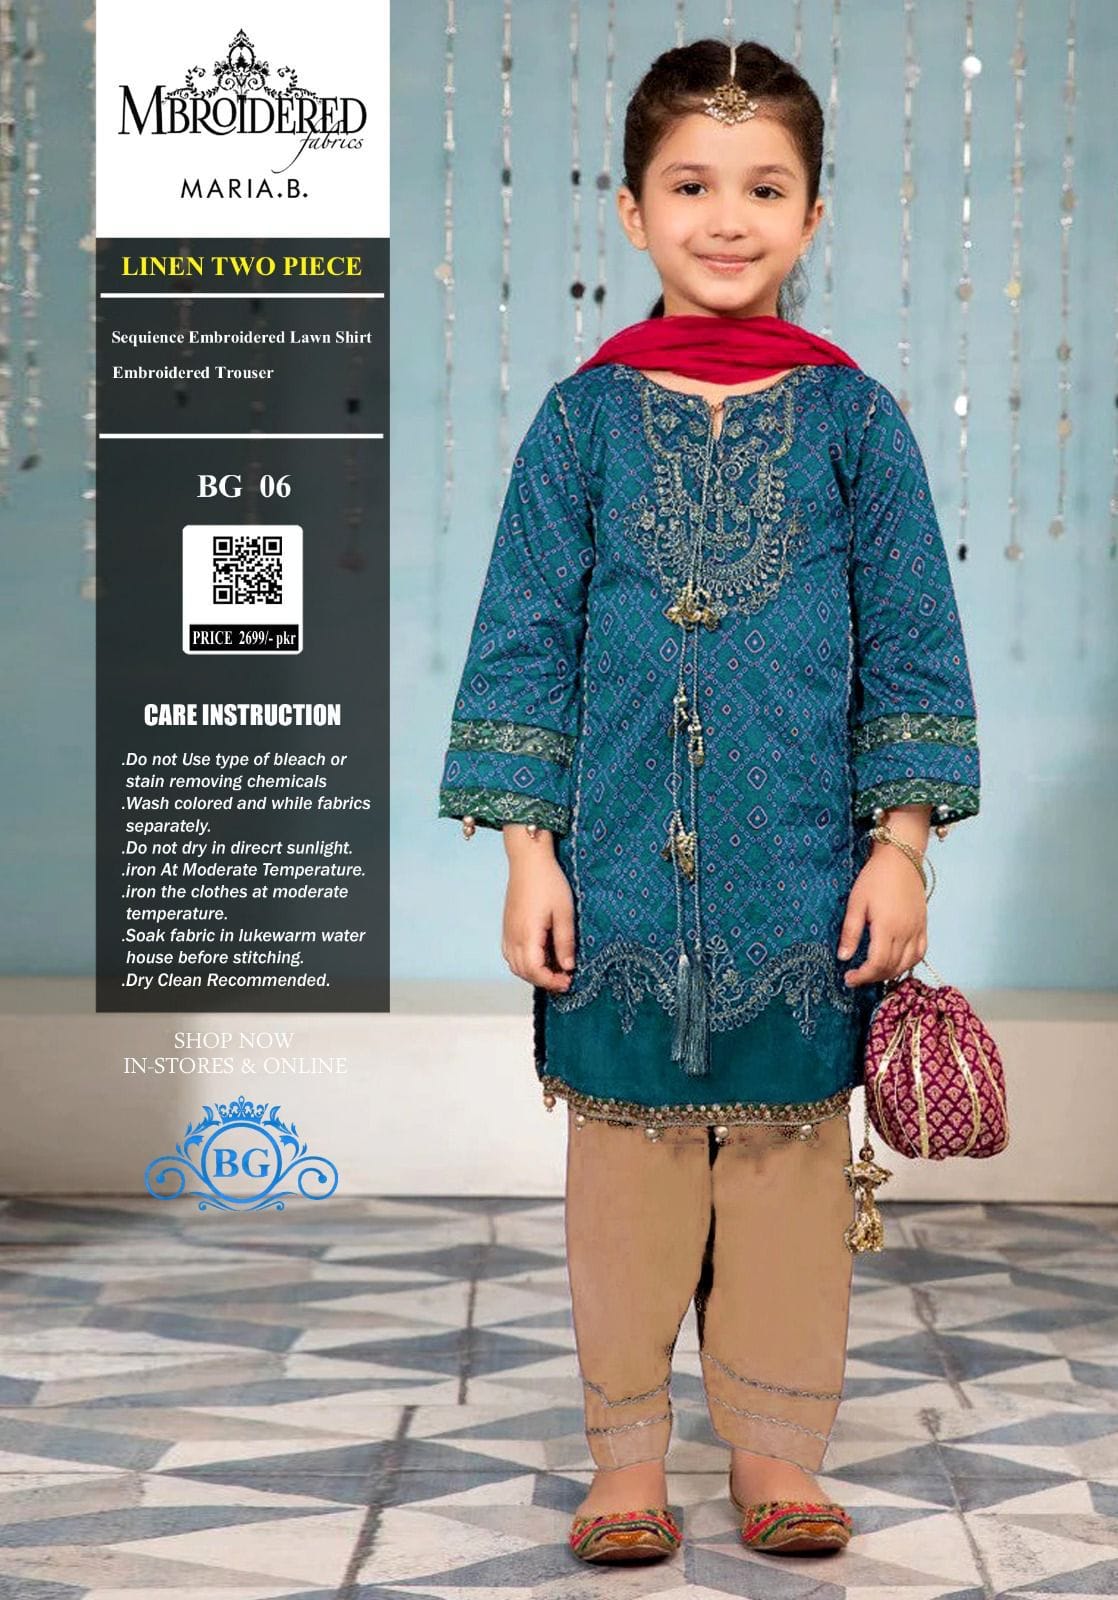 MBROIDERED
fabrics
MARIA.B.
LINEN TWO PIECE
Sequience Embroidered Lawn Shirt
Embroidered Trouser
BG 06
PRICE 2699/- pkr
CARE INSTRUCTION
.Do not Use type of bleach or
stain removing chemicals
.Wash colored and while fabrics
separately.
.Do not dry in direcrt sunlight.
.iron At Moderate Temperature.
.iron the clothes at moderate
temperature.
.Soak fabric in lukewarm water
house before stitching.
.Dry Clean Recommended.
SHOP NOW
IN-STORES & ONLINE
BG